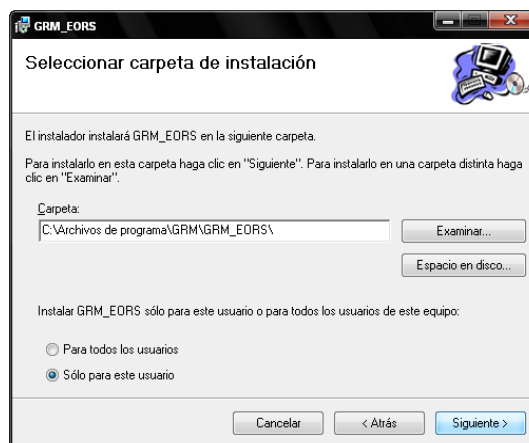 GRM_EORS
Seleccionar carpeta de instalación
El instalador instalará GRM_EORS en la siguiente carpeta.
Para instalarlo en esta carpeta haga clic en "Siguiente". Para instalarlo en una carpeta distinta haga
clic en "Examinar".
Carpeta:
C:\Archivos de programa\GRM\GRM_EORS\
Examinar...
Espacio en disco...
Instalar GRM_EORS sólo para este usuario o para todos los usuarios de este equipo:
Para todos los usuarios
Sólo para este usuario
Cancelar
< Atrás
Siguiente >